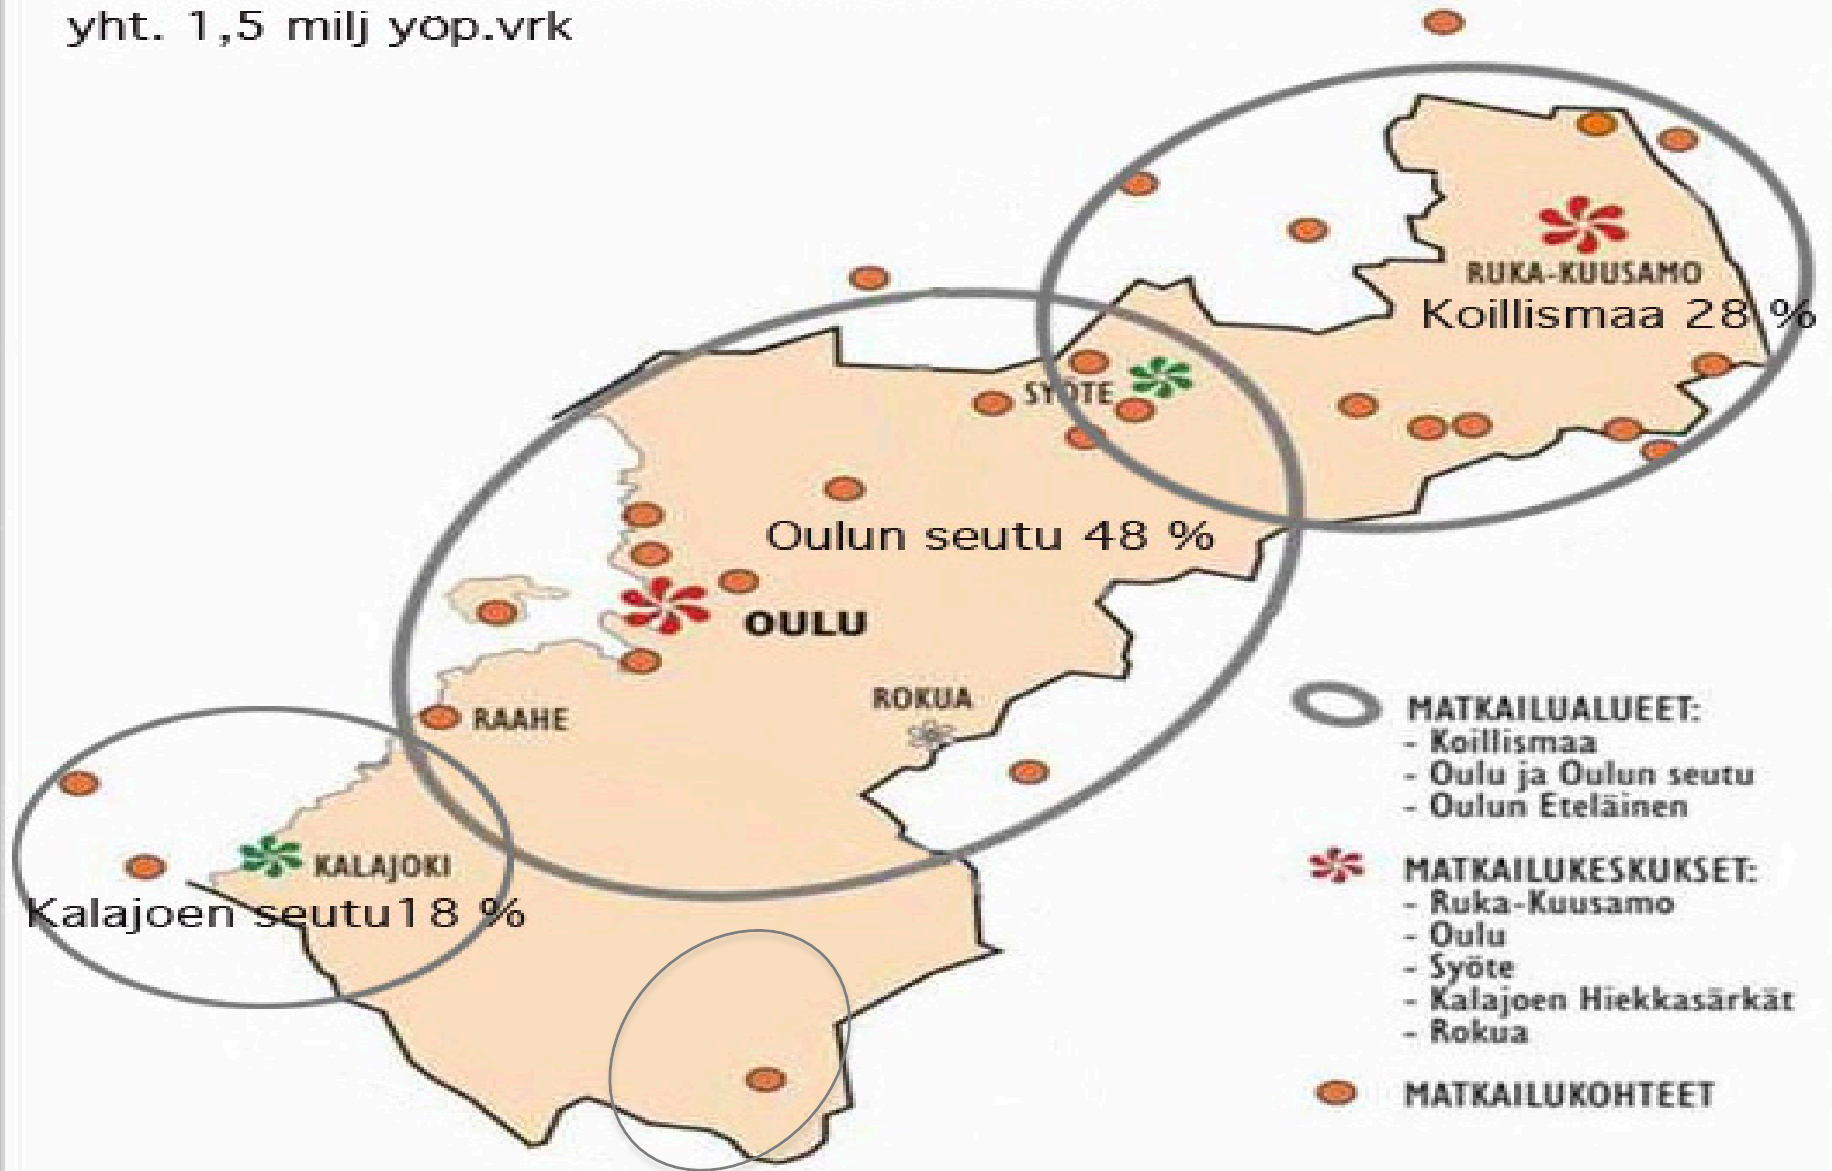 yht. 1,5 milj yöp.vrk
RUKA-KUUSAMO
Koillismaa 28 %
SYÖTE
Oulun seutu 48 %
OULU
ROKUA
RAAHE
KALAJOKI
Kalajoen seutu18 %
MATKAILUALUEET:
- Koillismaa
- Oulu ja Oulun seutu
- Oulun Eteläinen
MATKAILUKESKUKSET:
- Ruka-Kuusamo
- Oulu
- Syöte
- Kalajoen Hiekkasärkät
- Rokua
MATKAILUKOHTEET